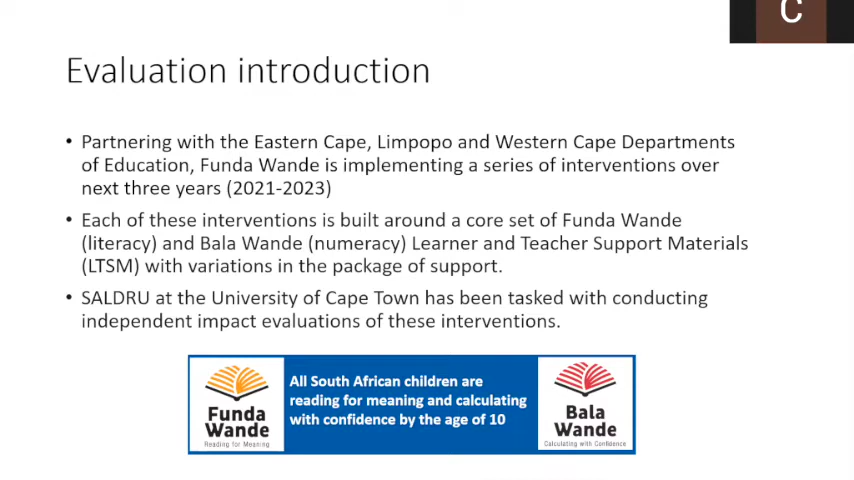 C
Evaluation introduction
• Partnering with the Eastern Cape, Limpopo and Western Cape Departments
of Education, Funda Wande is implementing a series of interventions over
next three years (2021-2023)
• Each of these interventions is built around a core set of Funda Wande
(literacy) and Bala Wande (numeracy) Learner and Teacher Support Materials
(LTSM) with variations in the package of support.
• SALDRU at the University of Cape Town has been tasked with conducting
independent impact evaluations of these interventions.
Funda
Wande
Reading for Meaning
All South African children are
reading for meaning and calculating
with confidence by the age of 10
Bala
Wande
Calculating with Confidence